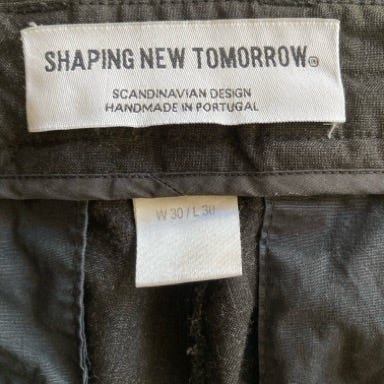 SHAPING NEW TOMORROW®
SCANDINAVIAN DESIGN
HANDMADE IN PORTUGAL
W 30 / L 30